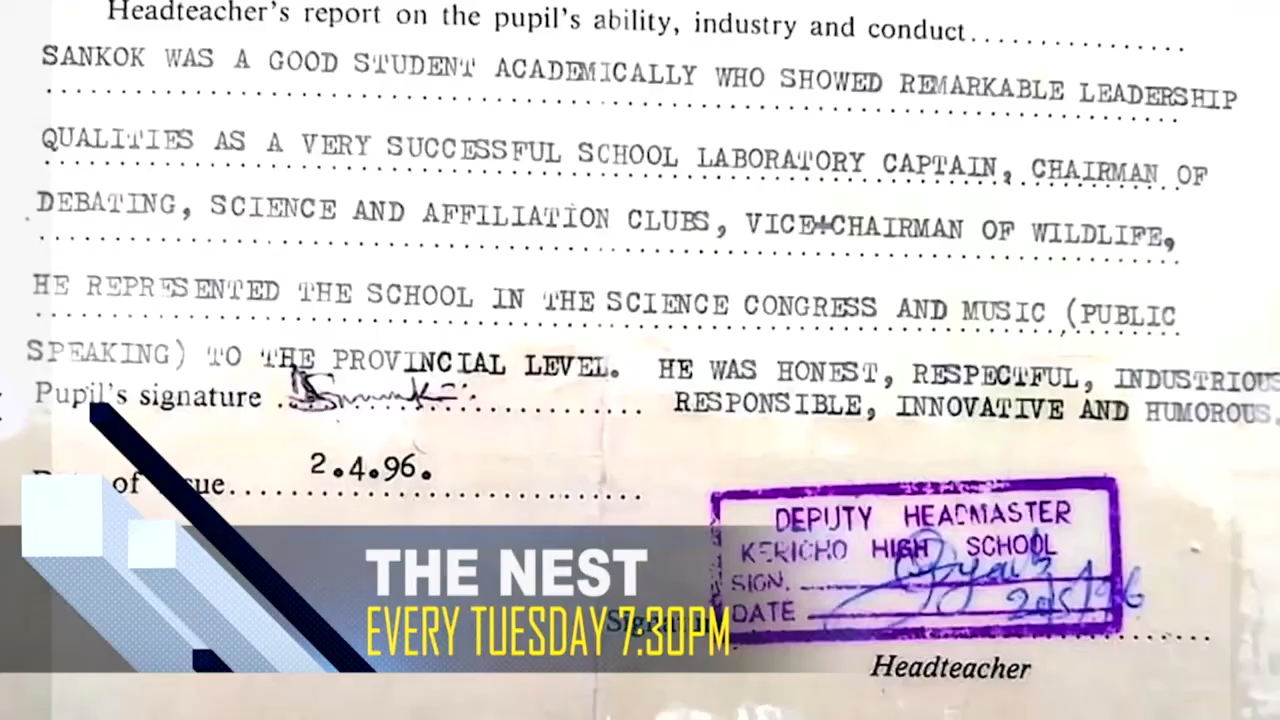 Headteacher's report on the pupil's ability, industry and conduct
SANKOK WAS A GOOD STUDENT ACADEMICALLY WHO SHOWED REMARKABLE LEADERSHIP
QUALITIES AS A VERY SUCCESSFUL SCHOOL LABORATORY CAPTAIN, CHAIRMAN OF
DEBATING, SCIENCE AND AFFILIATION CLUBS, VICE-CHAIRMAN OF WILDLIFE,
HE REPRESENTED THE SCHOOL IN THE SCIENCE CONGRESS AND MUSIC (PUBLIC
SPEAKING) TO THE PROVINCIAL LEVEL. HE WAS HONEST, RESPECTFUL, INDUSTRIOUS
Pupil's signature RESPONSIBLE, INNOVATIVE AND HUMOROUS.
2.4.96.
of
DEPUTY HEADMASTER
KERICHO HIGH SCHOOL
SIGN.
DATE
Headteacher
THE NEST
EVERY TUESDAY 7:30PM